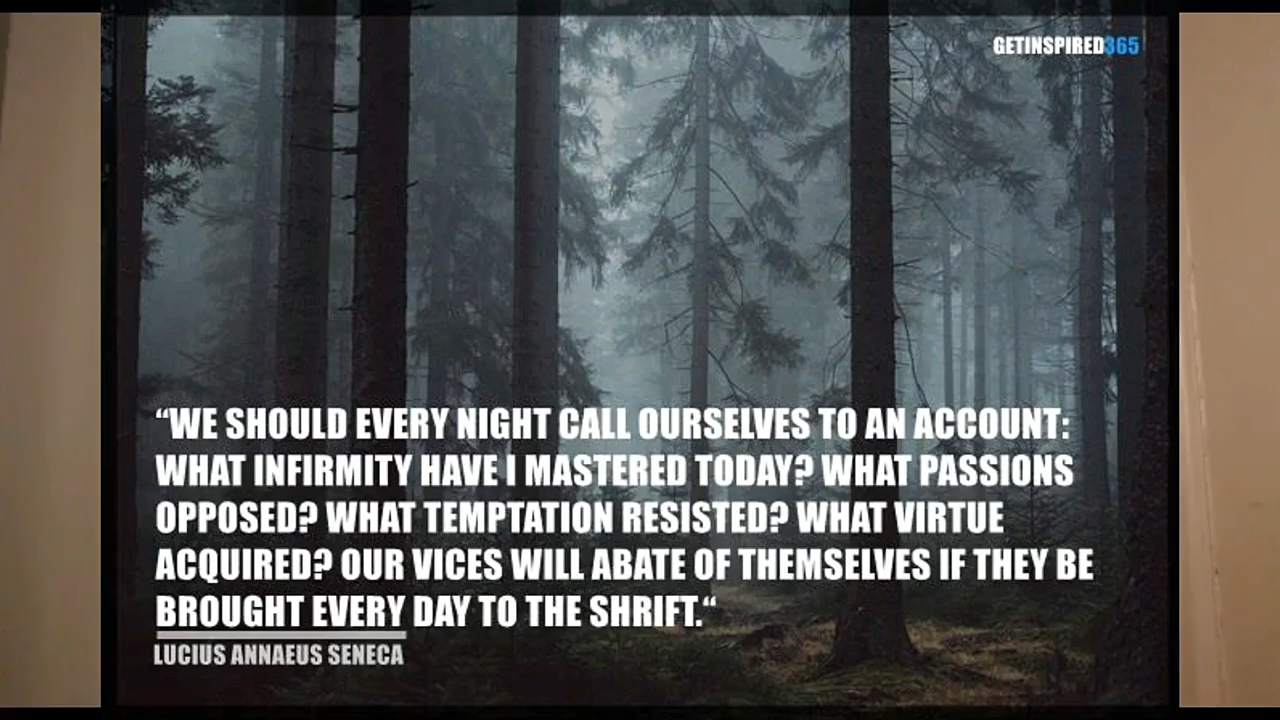 GETINSPIRED365
“WE SHOULD EVERY NIGHT CALL OURSELVES TO AN ACCOUNT:
WHAT INFIRMITY HAVE I MASTERED TODAY? WHAT PASSIONS
OPPOSED? WHAT TEMPTATION RESISTED? WHAT VIRTUE
ACQUIRED? OUR VICES WILL ABATE OF THEMSELVES IF THEY BE
BROUGHT EVERY DAY TO THE SHRIFT.“
LUCIUS ANNAEUS SENECA